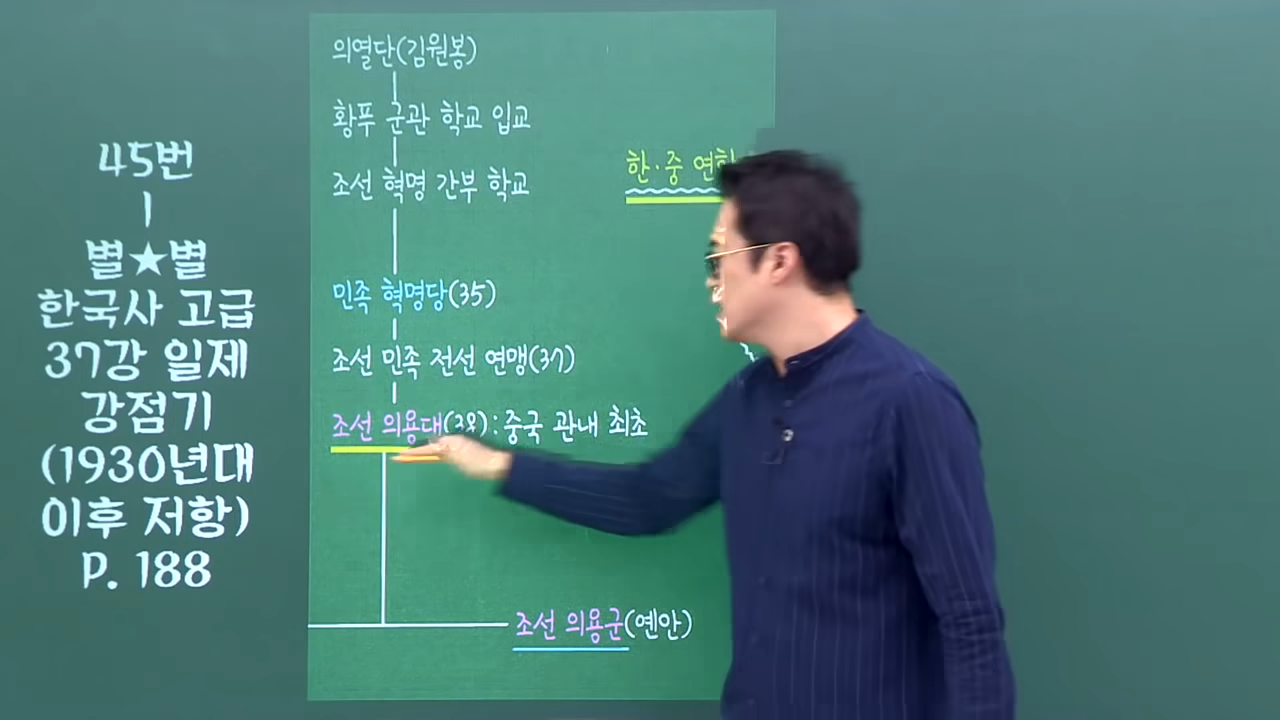 45번
|
별★별
한국사 고급
37강 일제
강점기
(1930년대
이후 저항)
P. 188
의열단(김원봉)
황푸 군관 학교 입교
조선 혁명 간부 학교
한·중
민족 혁명당(35)
조선 민족 전선 연맹(37)
조선 의용대(38):중국 관내 최초
조선 의용군(옌안)